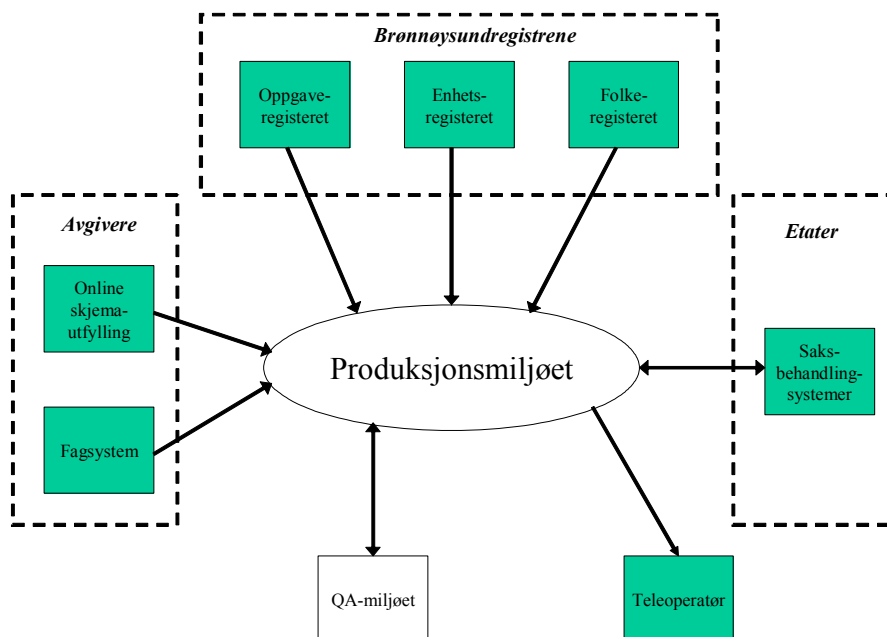 Brønnøysundregistrene
Oppgave-
registeret
Enhets-
registeret
Folke-
registeret
Avgivere
Online
skjema-
utfylling
Fagsystem
Etater
Saks-
behandling-
systemer
Produksjonsmiljøet
QA-miljøet
Teleoperatør